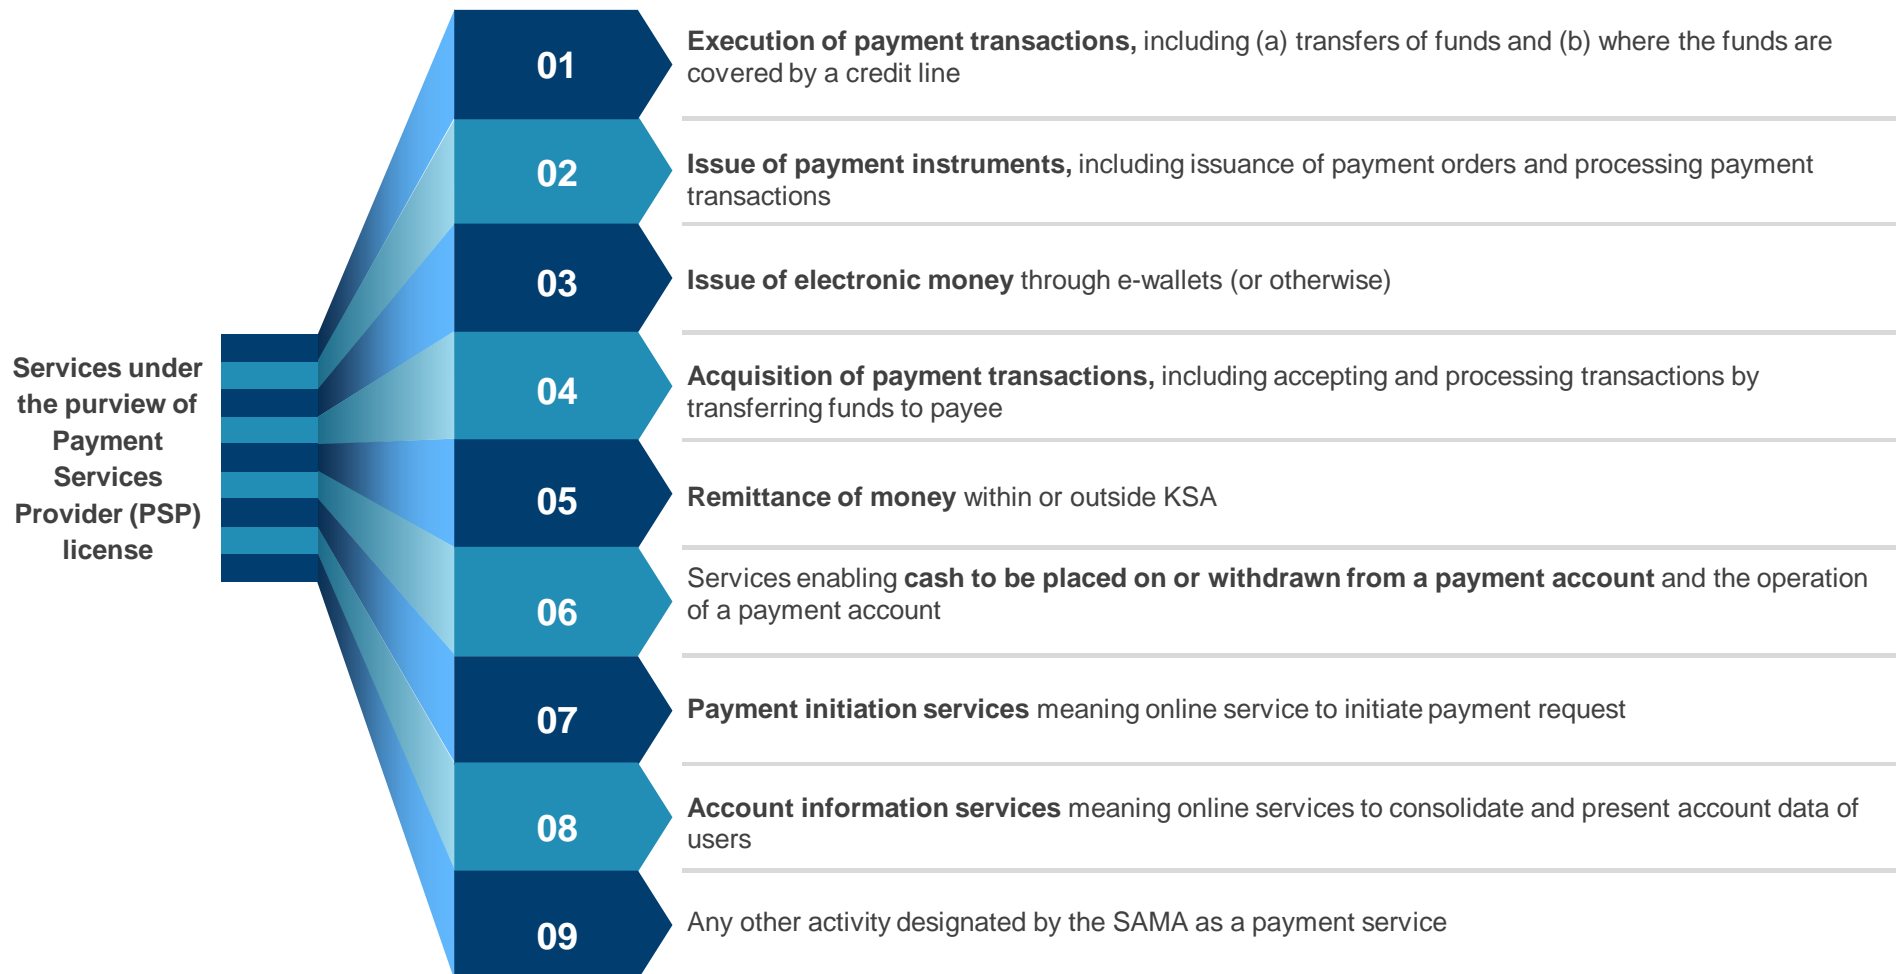 Services under
the purview of
Payment
Services
Provider (PSP)
license
01
Execution of payment transactions, including (a) transfers of funds and (b) where the funds are
covered by a credit line
02
Issue of payment instruments, including issuance of payment orders and processing payment
transactions
03
Issue of electronic money through e-wallets (or otherwise)
04
Acquisition of payment transactions, including accepting and processing transactions by
transferring funds to payee
05
Remittance of money within or outside KSA
06
Services enabling cash to be placed on or withdrawn from a payment account and the operation
of a payment account
07
Payment initiation services meaning online service to initiate payment request
08
Account information services meaning online services to consolidate and present account data of
users
09
Any other activity designated by the SAMA as a payment service